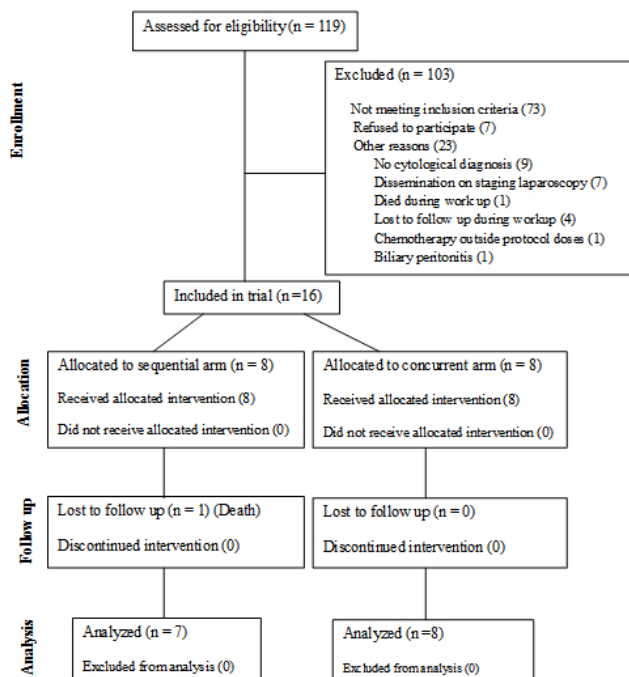 Assessed for eligibility (n = 119)
Enrollment
Excluded (n = 103)
Not meeting inclusion criteria (73)
Refused to participate (7)
Other reasons (23)
No cytological diagnosis (9)
Dissemination on staging laparoscopy (7)
Died during work up (1)
Lost to follow up during workup (4)
Chemotherapy outside protocol doses (1)
Biliary peritonitis (1)
Included in trial (n=16)
Allocation
Allocated to sequential arm (n = 8)
Received allocated intervention (8)
Did not receive allocated intervention (0)
Allocated to concurrent arm (n = 8)
Received allocated intervention (8)
Did not receive allocated intervention (0)
Follow up
Lost to follow up (n = 1) (Death)
Discontinued intervention (0)
Lost to follow up (n = 0)
Discontinued intervention (0)
Analysis
Analyzed (n = 7)
Excluded from analysis (0)
Analyzed (n =8)
Excluded from analysis (0)